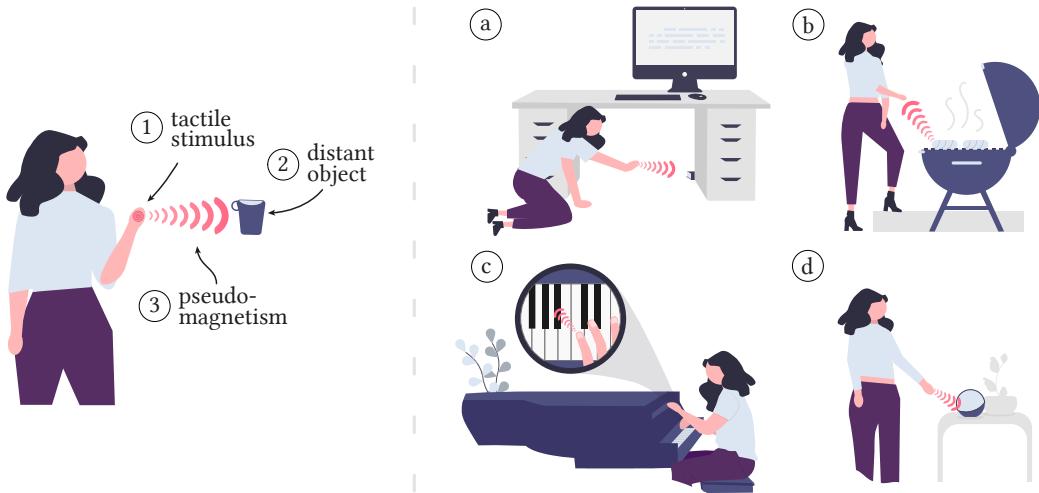 1 tactile
stimulus
2 distant
object
3 pseudo-
magnetism
a
b
c
d